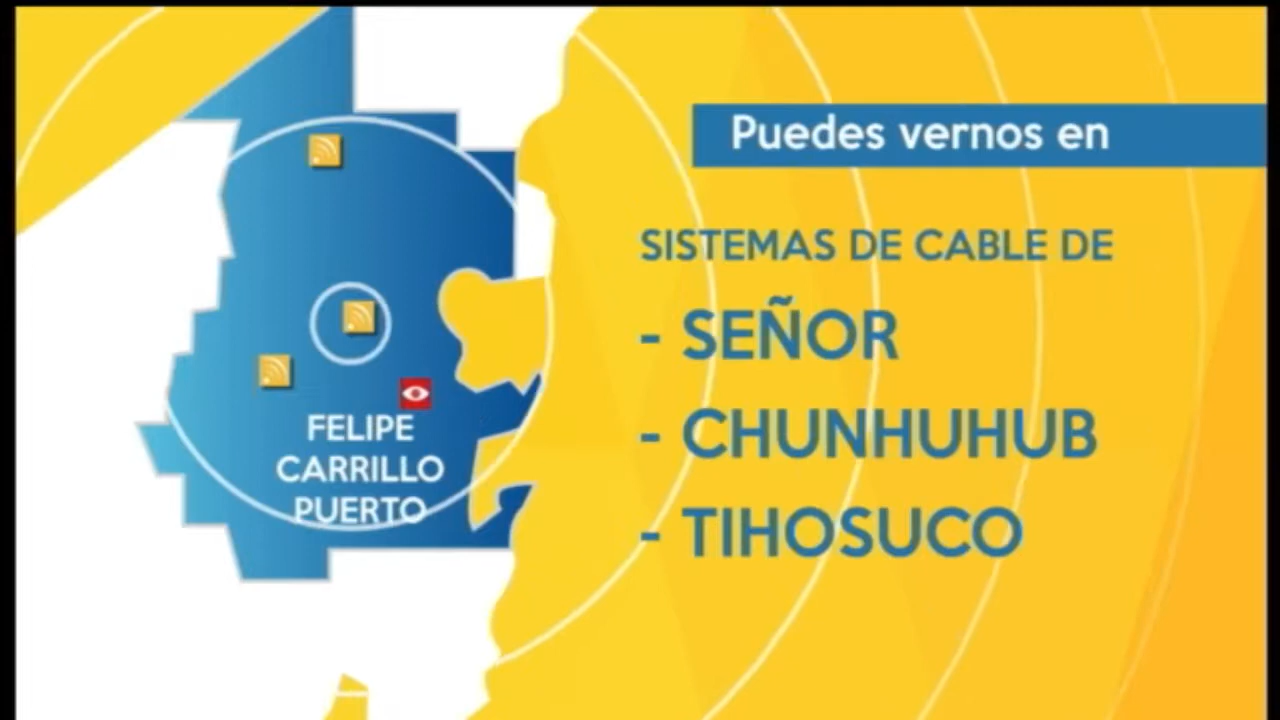 Puedes vernos en
SISTEMAS DE CABLE DE
- SEÑOR
- CHUNHUHUB
- TIHOSUCO
FELIPE
CARRILLO
PUERTO